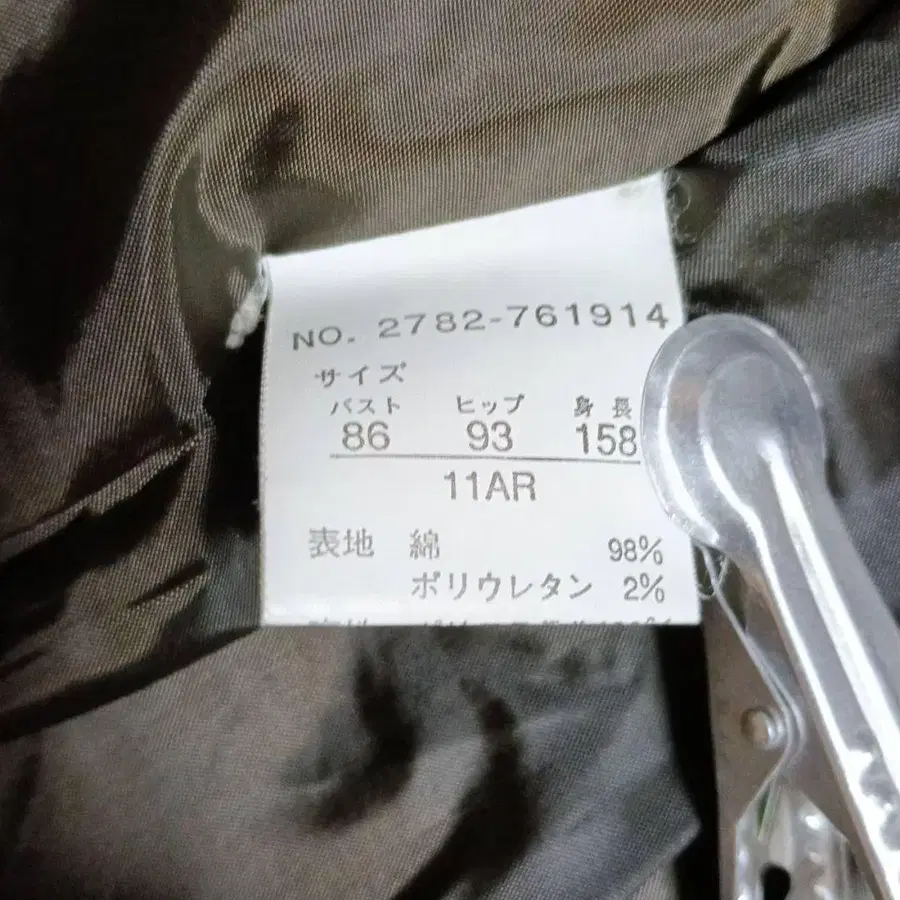 NO. 2782-761914
サイズ
バスト ヒップ 身長
86 93 158
11AR
表地 綿 98%
ポリウレタン 2%